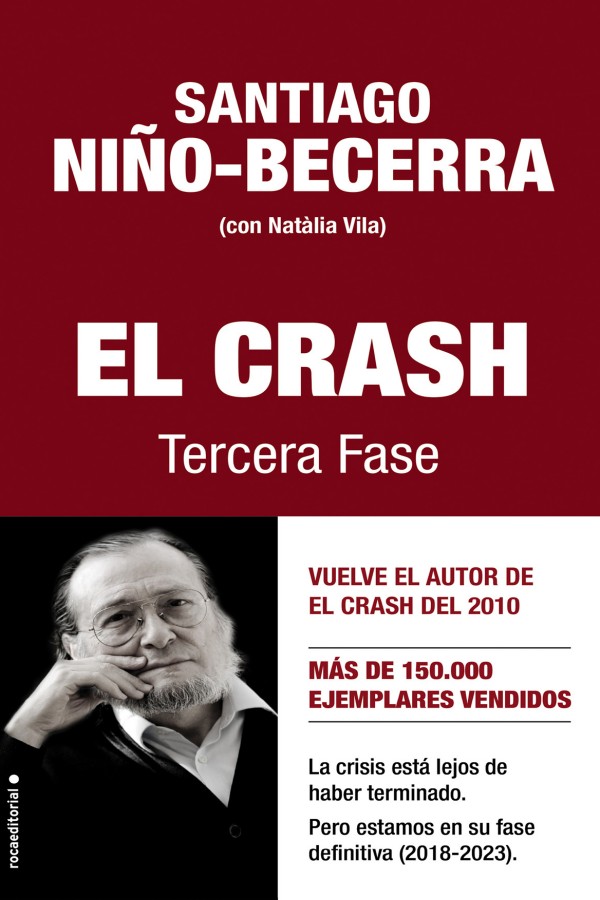 SANTIAGO
NIÑO-BECERRA
(con Natàlia Vila)
EL CRASH
Tercera Fase
VUELVE EL AUTOR DE
EL CRASH DEL 2010
MÁS DE 150.000
EJEMPLARES VENDIDOS
La crisis está lejos de
haber terminado.
Pero estamos en su fase
definitiva (2018-2023).
rocaeditorial